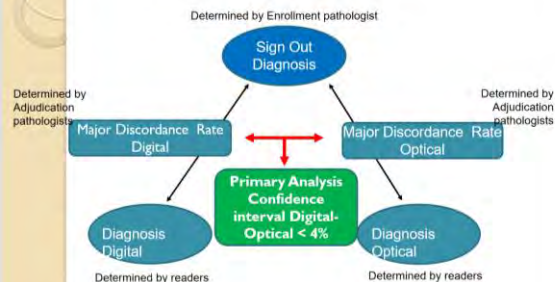 Determined by Enrollment pathologist
Sign Out
Diagnosis
Determined by
Adjudication
pathologists
Determined by
Adjudication
pathologists
Major Discordance Rate
Digital
Major Discordance Rate
Optical
Primary Analysis
Confidence
interval Digital-
Optical < 4%
Diagnosis
Digital
Diagnosis
Optical
Determined by readers
Determined by readers